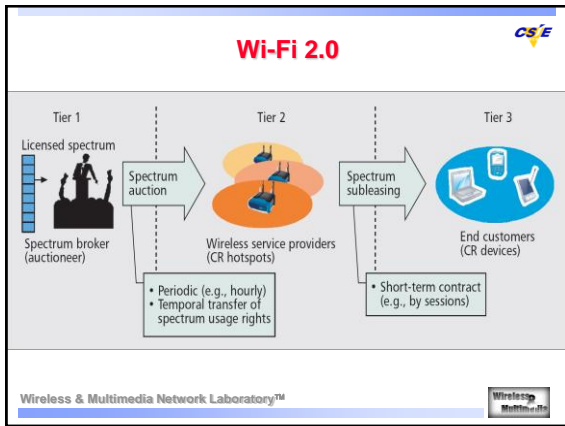 CSIE
Wi-Fi 2.0
Tier 1
Tier 2
Tier 3
Licensed spectrum
Spectrum
auction
Spectrum
subleasing
Spectrum broker
(auctioneer)
Wireless service providers
(CR hotspots)
End customers
(CR devices)
• Periodic (e.g., hourly)
• Temporal transfer of
spectrum usage rights
• Short-term contract
(e.g., by sessions)
Wireless & Multimedia Network Laboratory™
Wireless
Multimedia